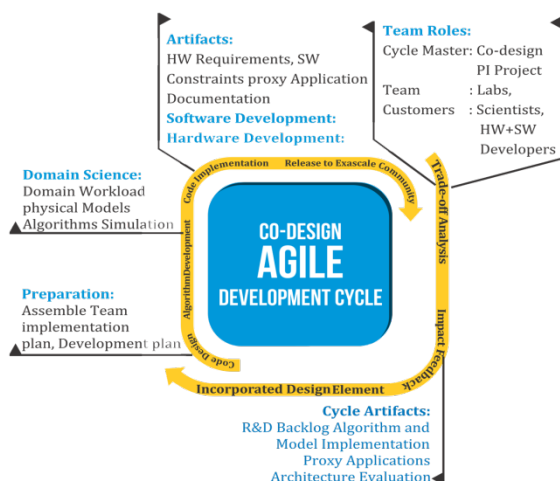 Artifacts:
HW Requirements, SW
Constraints proxy Application
Documentation
Software Development:
Hardware Development:
Team Roles:
Cycle Master: Co-design
PI Project
Team : Labs,
Customers : Scientists,
HW+SW
Developers
Domain Science:
Domain Workload
physical Models
Algorithms Simulation
Preparation:
Assemble Team
implementation
plan, Development plan
Code Design
AlgorithmDevelopment
Code Implementation
Release to Exascale Community
Trade-off Analysis
Impact Feedback
Incorporated Design Element
CO-DESIGN
AGILE
DEVELOPMENT CYCLE
Cycle Artifacts:
R&D Backlog Algorithm and
Model Implementation
Proxy Applications
Architecture Evaluation